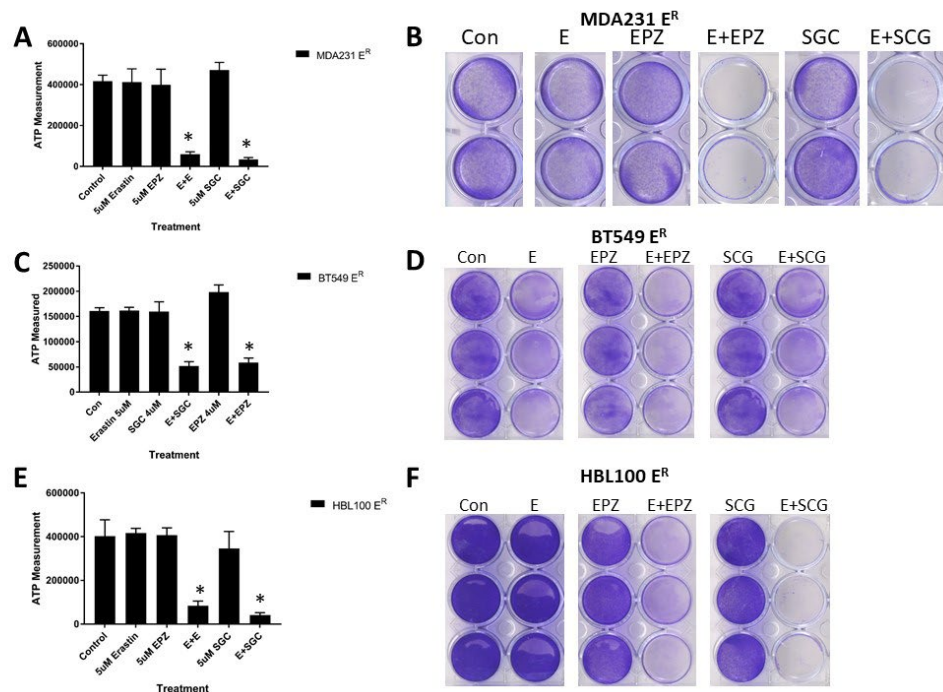 A
600000
400000
200000
0
ATP Measurement
Control
5uM Erastin
5uM EPZ
E+E
5uM SGC
E+SGC
*
*
Treatment
MDA231 E^R
B
MDA231 E^R
Con E EPZ E+EPZ SGC E+SCG
C
250000
200000
150000
100000
50000
0
ATP Measured
Con
Erastin 5uM
SGC 4uM
E+SGC
EPZ 4uM
E+EPZ
*
*
Treatment
BT549 E^R
D
BT549 E^R
Con E EPZ E+EPZ SCG E+SCG
E
600000
400000
200000
0
ATP Measurement
Control
5uM Erastin
5uM EPZ
E+E
5uM SGC
E+SGC
*
*
Treatment
HBL100 E^R
F
HBL100 E^R
Con E EPZ E+EPZ SCG E+SCG